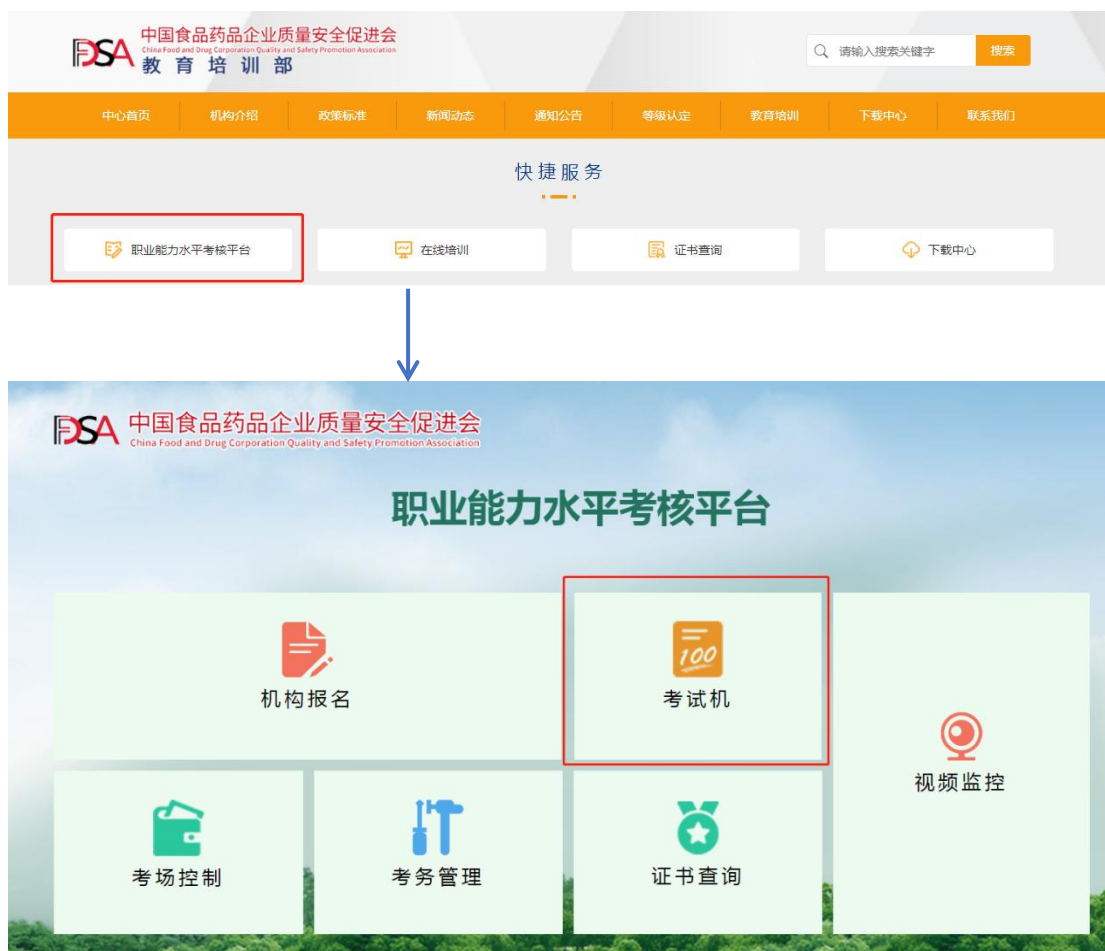 FDSA 中国食品药品企业质量安全促进会
China Food and Drug Corporation Quality and Safety Promotion Association
教育培训部
请输入搜索关键字 搜索
中心首页 机构介绍 政策标准 新闻动态 通知公告 等级认定 教育培训 下载中心 联系我们
快捷服务
职业能力水平考核平台 在线培训 证书查询 下载中心
FDSA 中国食品药品企业质量安全促进会
China Food and Drug Corporation Quality and Safety Promotion Association
职业能力水平考核平台
100
机构报名 考试机
视频监控
考场控制 考务管理 证书查询